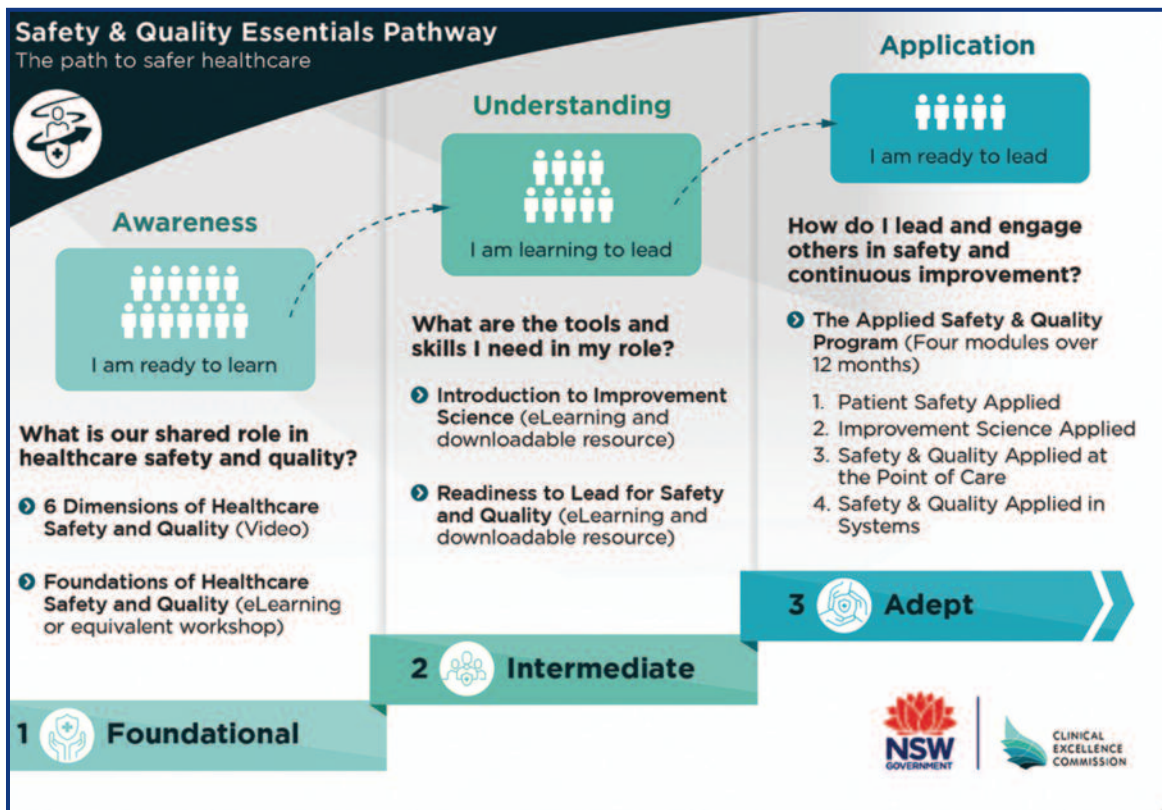 Safety & Quality Essentials Pathway
The path to safer healthcare
Awareness
I am ready to learn
What is our shared role in
healthcare safety and quality?
6 Dimensions of Healthcare
Safety and Quality (Video)
Foundations of Healthcare
Safety and Quality (eLearning
or equivalent workshop)
1 Foundational
Understanding
I am learning to lead
What are the tools and
skills I need in my role?
Introduction to Improvement
Science (eLearning and
downloadable resource)
Readiness to Lead for Safety
and Quality (eLearning and
downloadable resource)
2 Intermediate
Application
I am ready to lead
How do I lead and engage
others in safety and
continuous improvement?
The Applied Safety & Quality
Program (Four modules over
12 months)
1. Patient Safety Applied
2. Improvement Science Applied
3. Safety & Quality Applied at
the Point of Care
4. Safety & Quality Applied in
Systems
3 Adept
NSW
GOVERNMENT
CLINICAL
EXCELLENCE
COMMISSION